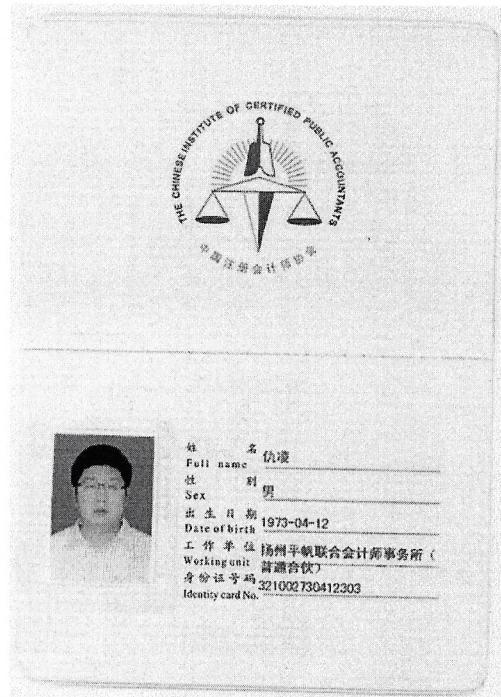 THE CHINESE INSTITUTE OF CERTIFIED PUBLIC ACCOUNTANTS
中国注册会计师协会
姓 名 仇凌
Full name
性 别 男
Sex
出生日期 1973-04-12
Date of birth
工作单位 扬州平帆联合会计师事务所（
Working unit 普通合伙）
身份证号码 321002730412303
Identity card No.